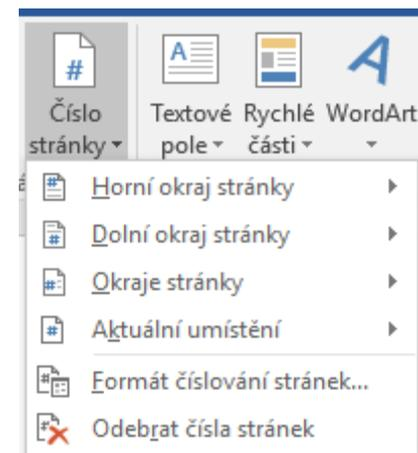 Číslo stránky
Textové pole
Rychlé části
WordArt
Horní okraj stránky
Dolní okraj stránky
Okraje stránky
Aktuální umístění
Formát číslování stránek...
Odebrat čísla stránek